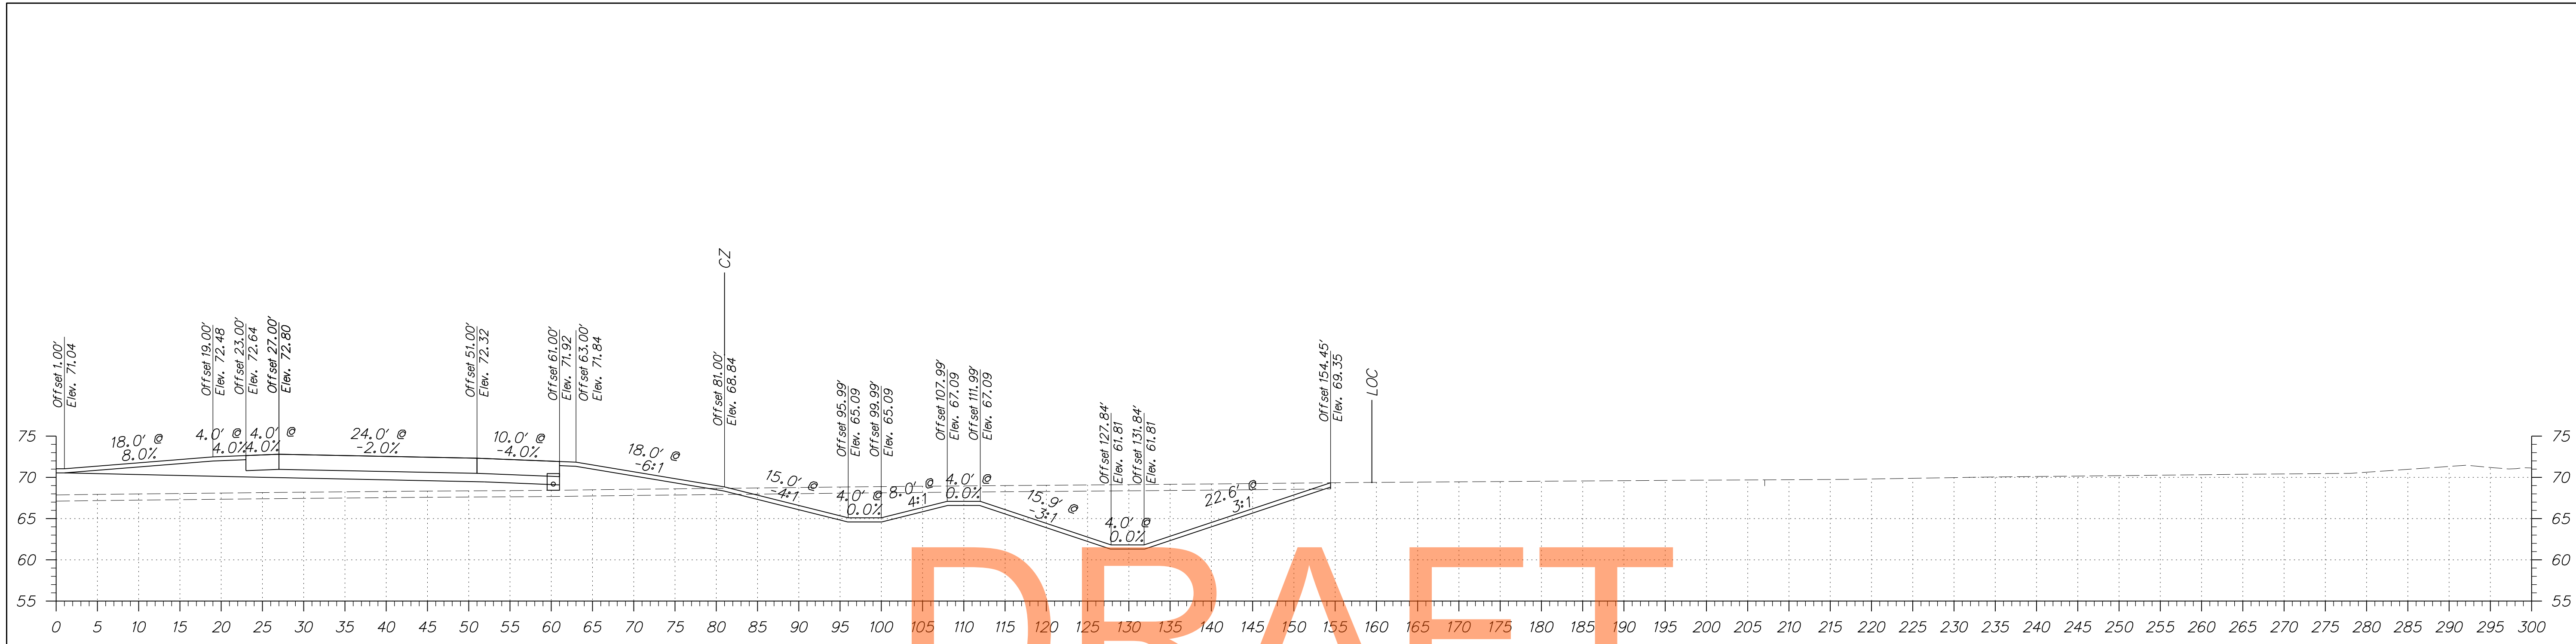 CZ
LOC
Offset 1.00'
Elev. 71.04
Offset 19.00'
Elev. 72.48
Offset 23.00'
Elev. 72.64
Offset 27.00'
Elev. 72.80
Offset 51.00'
Elev. 72.32
Offset 61.00'
Elev. 71.92
Offset 63.00'
Elev. 71.84
Offset 81.00'
Elev. 68.84
Offset 95.99'
Elev. 65.09
Offset 99.99'
Elev. 65.09
Offset 107.99'
Elev. 67.09
Offset 111.99'
Elev. 67.09
Offset 127.84'
Elev. 61.81
Offset 131.84'
Elev. 61.81
Offset 154.45'
Elev. 69.35
18.0' @
8.0%
4.0' @
4.0%
4.0' @
4.0%
24.0' @
-2.0%
10.0' @
-4.0%
18.0' @
-6:1
15.0' @
-4:1
4.0' @
0.0%
8.0' @
4:1
4.0' @
0.0%
15.9' @
-3:1
4.0' @
0.0%
22.6' @
3:1
75
70
65
60
55
75
70
65
60
55
DRAFT
0 5 10 15 20 25 30 35 40 45 50 55 60 65 70 75 80 85 90 95 100 105 110 115 120 125 130 135 140 145 150 155 160 165 170 175 180 185 190 195 200 205 210 215 220 225 230 235 240 245 250 255 260 265 270 275 280 285 290 295 300